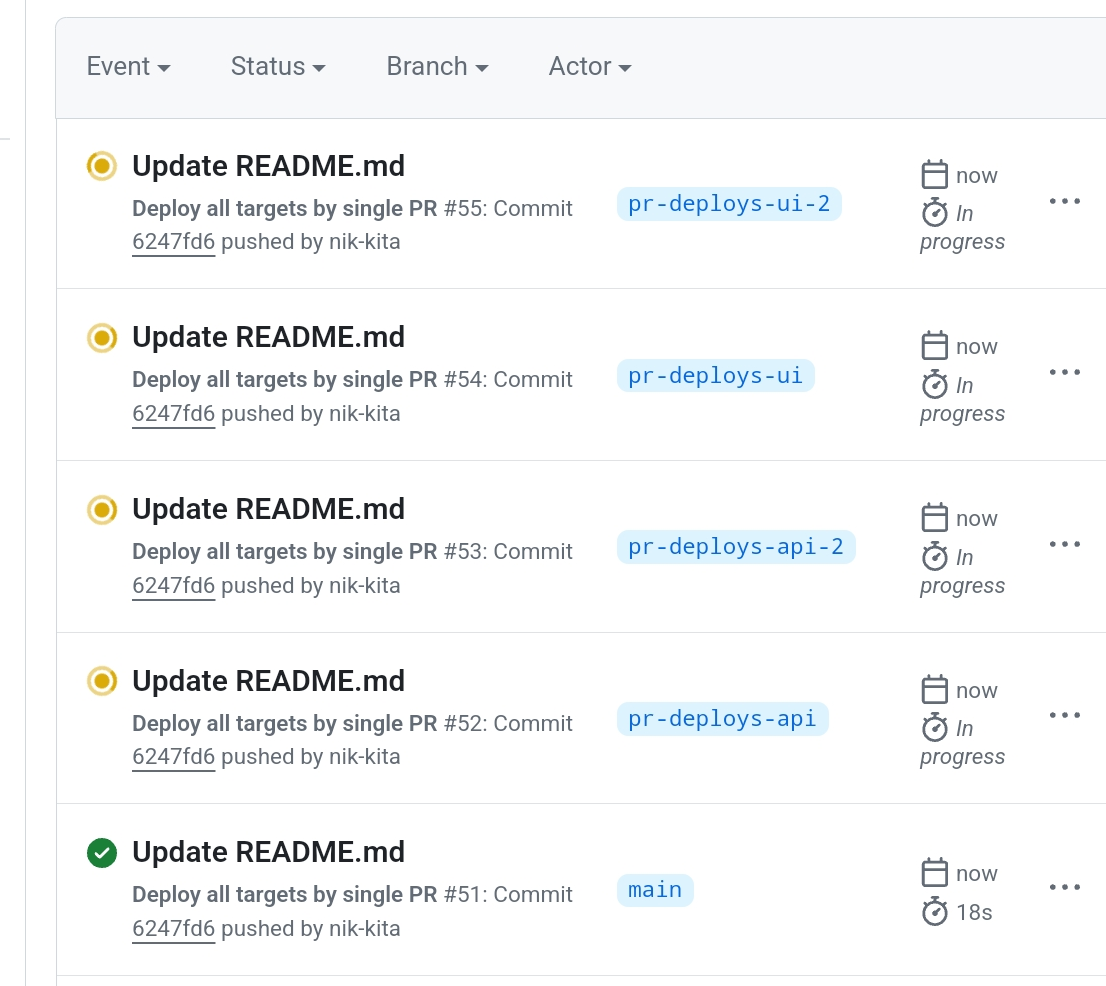 Event Status Branch Actor
Update README.md
Deploy all targets by single PR #55: Commit
6247fd6 pushed by nik-kita
pr-deploys-ui-2
now
In
progress
Update README.md
Deploy all targets by single PR #54: Commit
6247fd6 pushed by nik-kita
pr-deploys-ui
now
In
progress
Update README.md
Deploy all targets by single PR #53: Commit
6247fd6 pushed by nik-kita
pr-deploys-api-2
now
In
progress
Update README.md
Deploy all targets by single PR #52: Commit
6247fd6 pushed by nik-kita
pr-deploys-api
now
In
progress
Update README.md
Deploy all targets by single PR #51: Commit
6247fd6 pushed by nik-kita
main
now
18s